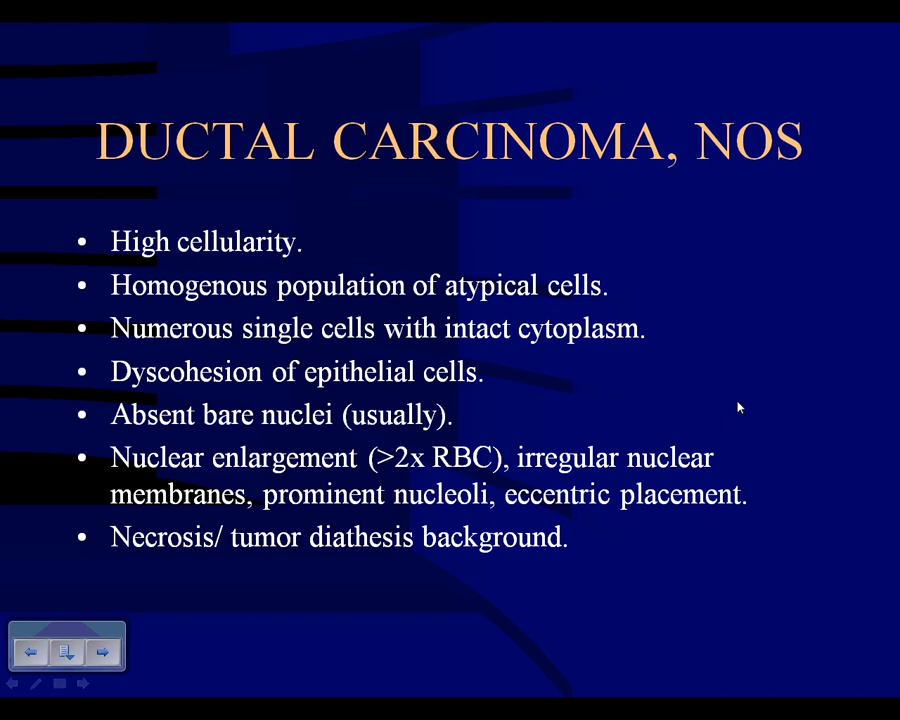 DUCTAL CARCINOMA, NOS
• High cellularity.
• Homogenous population of atypical cells.
• Numerous single cells with intact cytoplasm.
• Dyscohesion of epithelial cells.
• Absent bare nuclei (usually).
• Nuclear enlargement (>2x RBC), irregular nuclear
membranes, prominent nucleoli, eccentric placement.
• Necrosis/ tumor diathesis background.